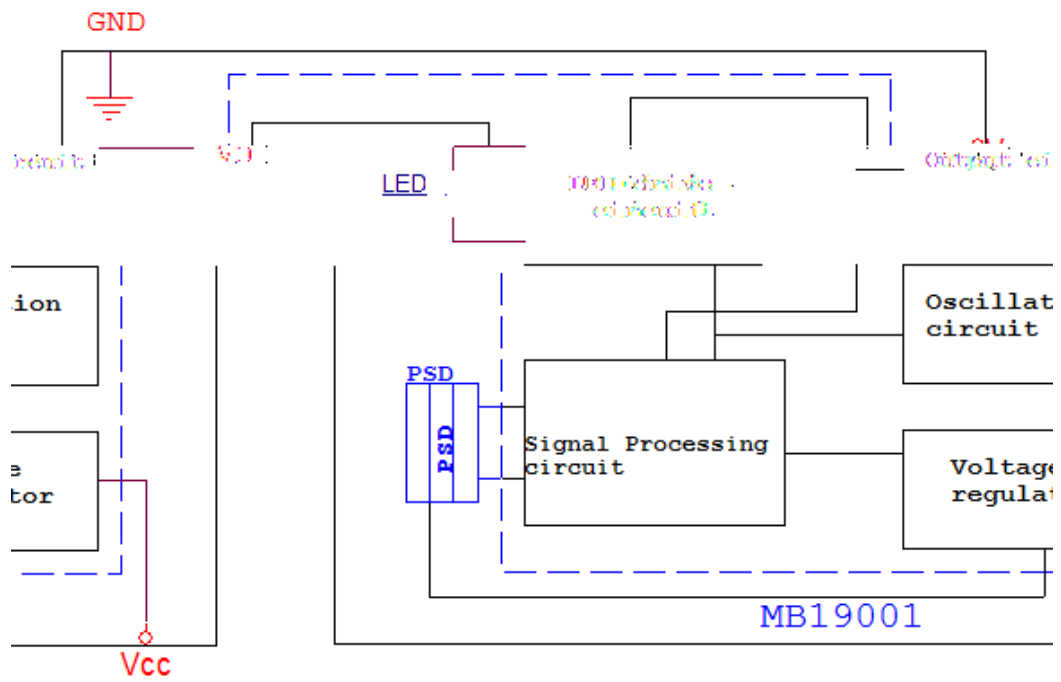 GND
LED
ion
Oscillat
circuit
PSD
PSD
Signal Processing
circuit
e
tor
Voltage
regulat
MB19001
Vcc